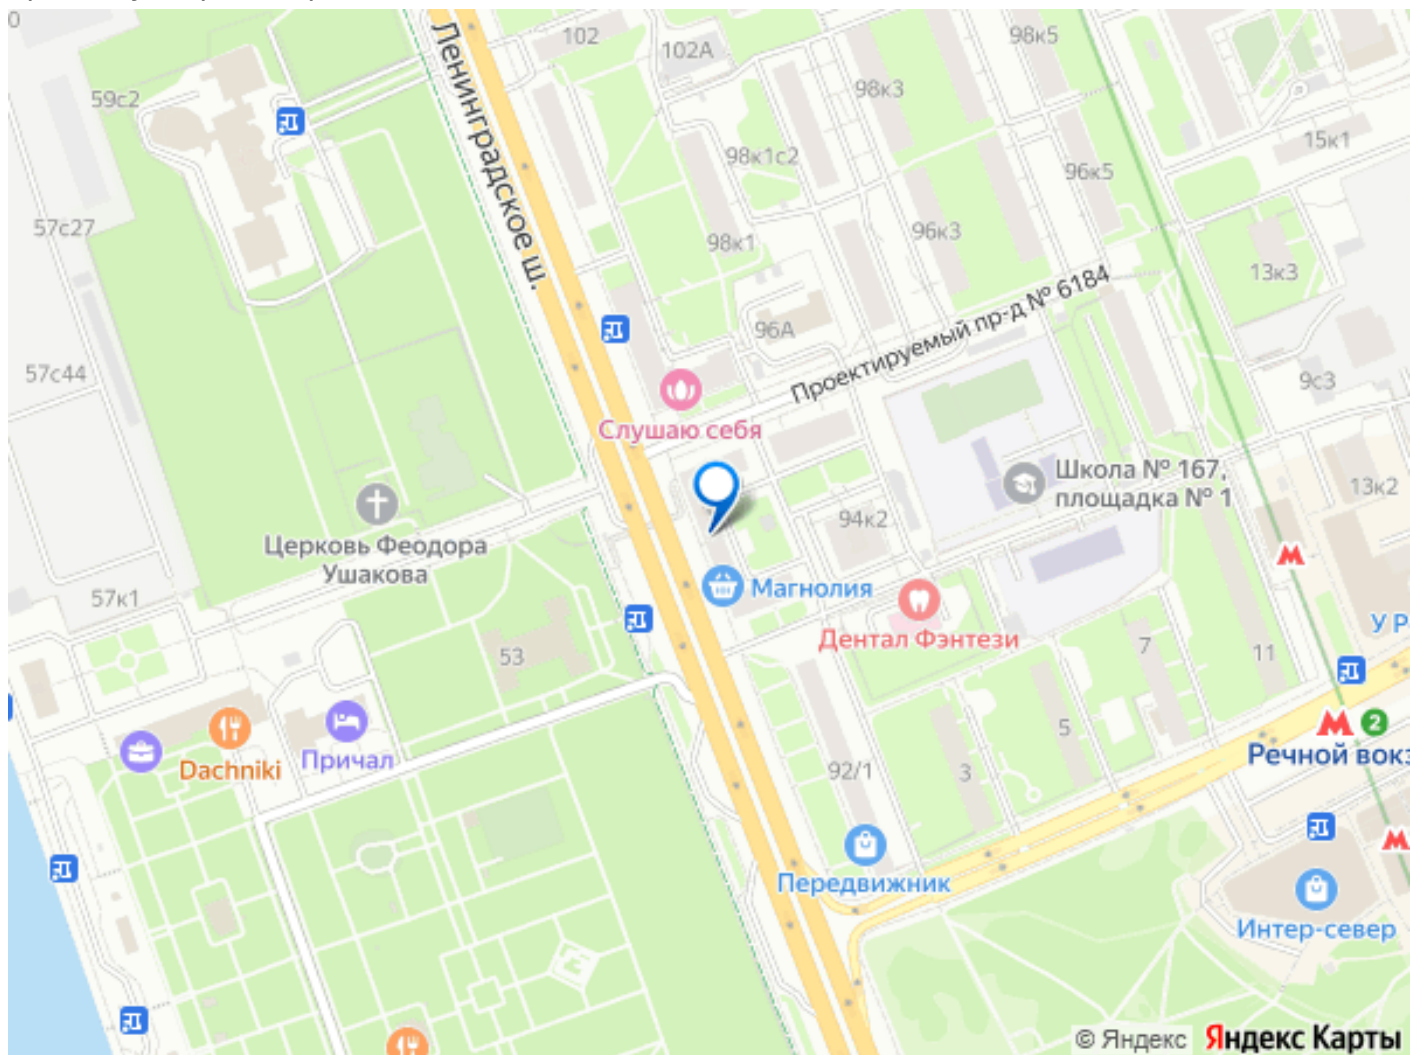 0
Ленинградское ш.
102
102А
98к5
98к3
59с2
98к1с2
15к1
96к5
57с27
98к1
96к3
13к3
Проектируемый пр-д № 6184
96А
57с44
9с3
Слушаю себя
Школа № 167,
площадка № 1
13к2
94к2
Церковь Феодора
Ушакова
57к1
Магнолия
Дентал Фэнтези
У Р
53
7
11
5
2
Речной вокз
Причал
Dachniki
92/1
3
Передвижник
Интер-север
© Яндекс Яндекс Карты